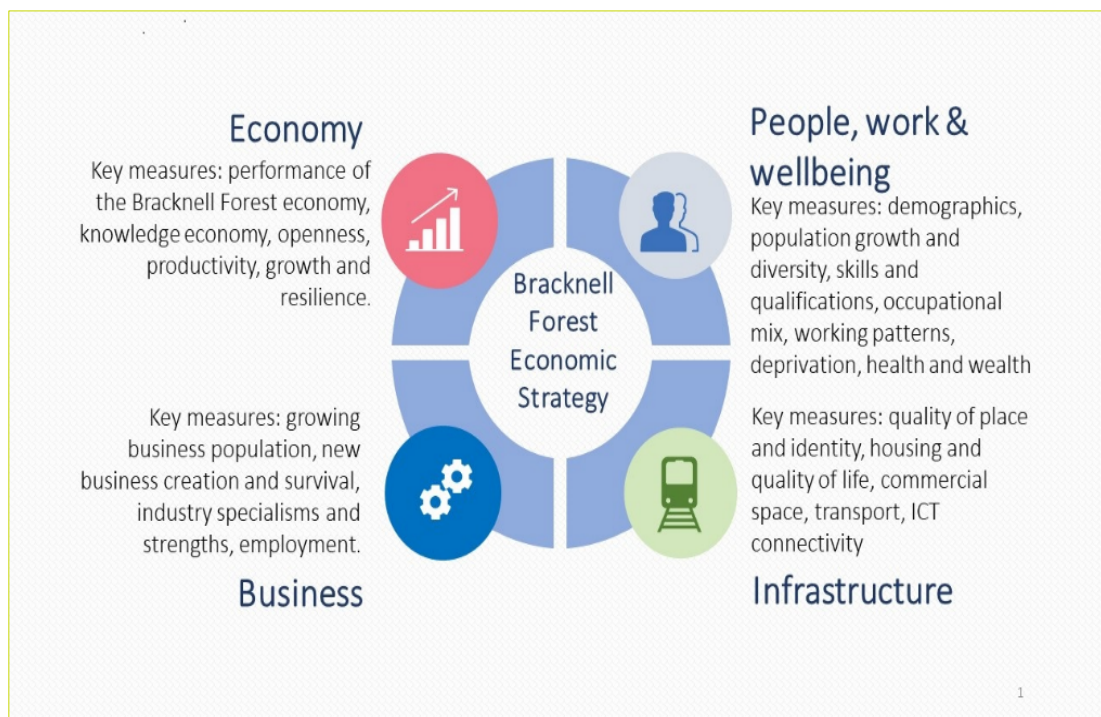 Economy
Key measures: performance of
the Bracknell Forest economy,
knowledge economy, openness,
productivity, growth and
resilience.
People, work &
wellbeing
Key measures: demographics,
population growth and
diversity, skills and
qualifications, occupational
mix, working patterns,
deprivation, health and wealth
Bracknell
Forest
Economic
Strategy
Key measures: growing
business population, new
business creation and survival,
industry specialisms and
strengths, employment.
Business
Key measures: quality of place
and identity, housing and
quality of life, commercial
space, transport, ICT
connectivity
Infrastructure
1